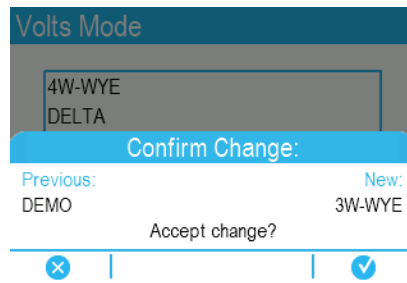 Volts Mode
4W-WYE
DELTA
Confirm Change:
Previous: New:
DEMO 3W-WYE
Accept change?